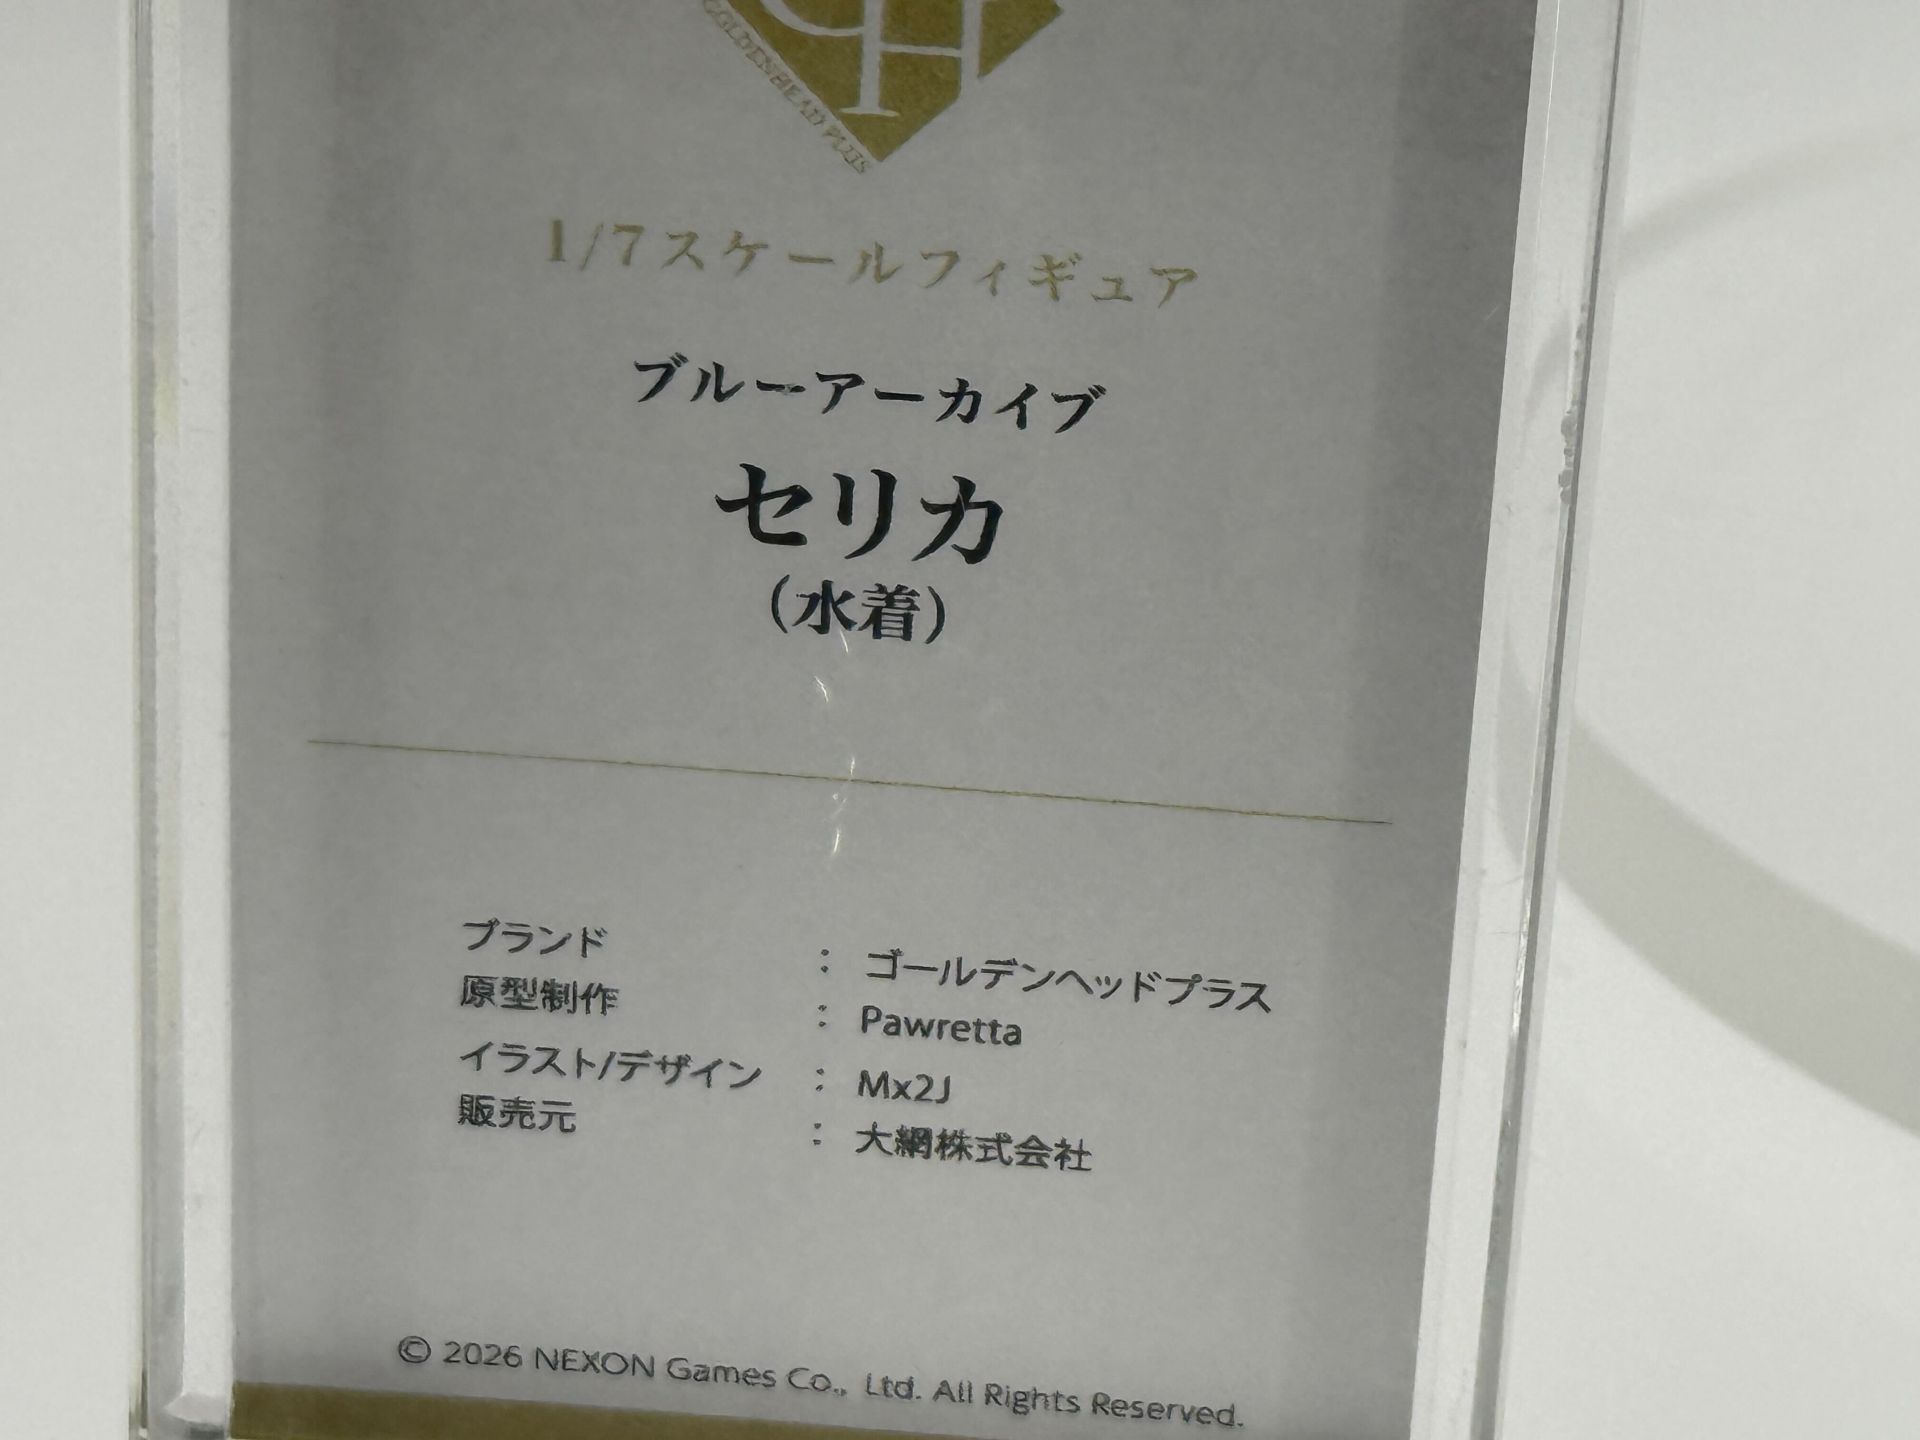 GOLDENHEAD PLUS
1/7スケールフィギュア
ブルーアーカイブ
セリカ
(水着)
ブランド : ゴールデンヘッドプラス
原型制作 : Pawretta
イラスト/デザイン : Mx2J
販売元 : 大網株式会社
© 2026 NEXON Games Co., Ltd. All Rights Reserved.